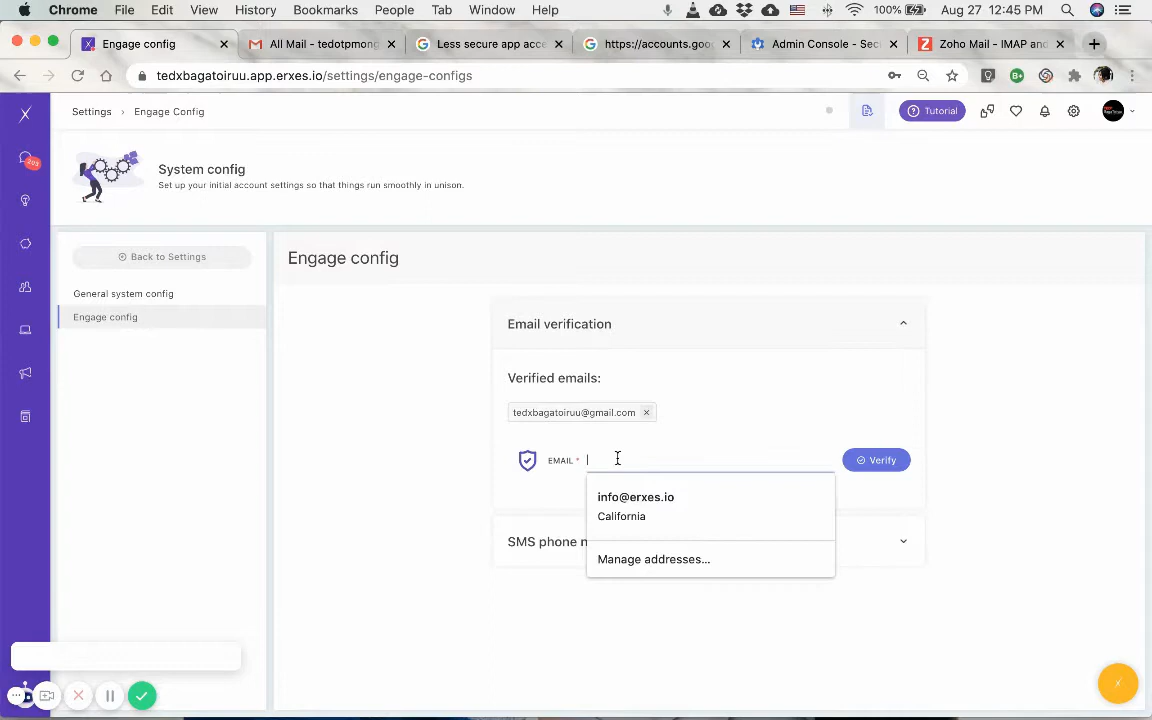 Chrome File Edit View History Bookmarks People Tab Window Help 100% Aug 27 12:45 PM
Engage config All Mail - tedotpmong Less secure app acce https://accounts.goo Admin Console - Sec Zoho Mail - IMAP and
tedxbagatoiruu.app.erxes.io/settings/engage-configs
Settings › Engage Config Tutorial
System config
Set up your initial account settings so that things run smoothly in unison.
Back to Settings
General system config
Engage config
Engage config
Email verification
Verified emails:
tedxbagatoiruu@gmail.com ×
EMAIL * Verify
info@erxes.io
California
Manage addresses...
SMS phone n